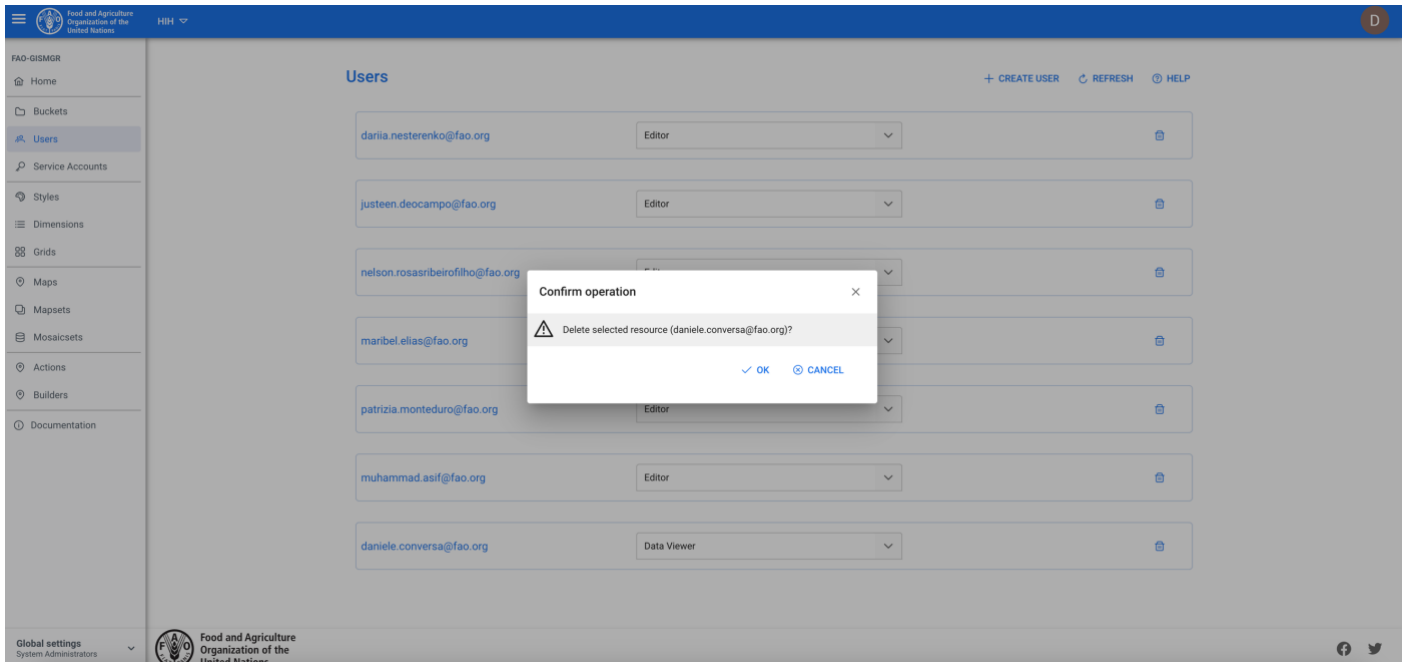 Food and Agriculture
Organization of the
United Nations
HIH
D
FAO-GISMGR
Home
Buckets
Users
Service Accounts
Styles
Dimensions
Grids
Maps
Mapsets
Mosaicsets
Actions
Builders
Documentation
Global settings
System Administrators
Users
CREATE USER REFRESH HELP
dariia.nesterenko@fao.org Editor
justeen.deocampo@fao.org Editor
nelson.rosasribeirofilho@fao.org
maribel.elias@fao.org
patrizia.monteduro@fao.org Editor
muhammad.asif@fao.org Editor
daniele.conversa@fao.org Data Viewer
Confirm operation
Delete selected resource (daniele.conversa@fao.org)?
OK CANCEL
Food and Agriculture
Organization of the
United Nations